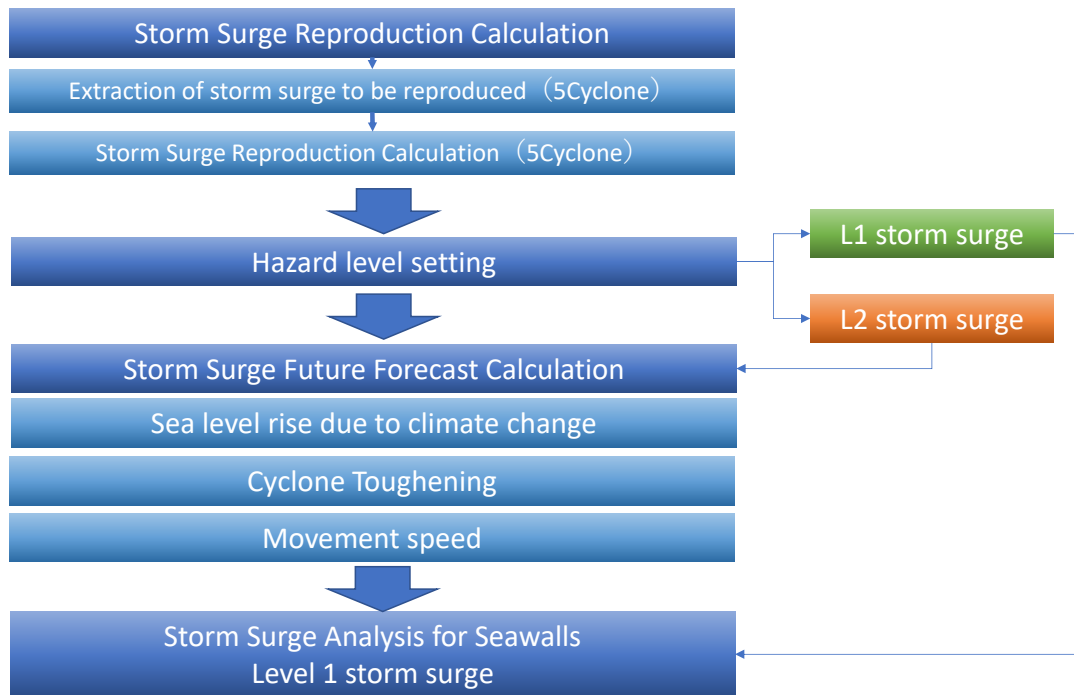 Storm Surge Reproduction Calculation
Extraction of storm surge to be reproduced（5Cyclone）
Storm Surge Reproduction Calculation（5Cyclone）
Hazard level setting
L1 storm surge
L2 storm surge
Storm Surge Future Forecast Calculation
Sea level rise due to climate change
Cyclone Toughening
Movement speed
Storm Surge Analysis for Seawalls
Level 1 storm surge